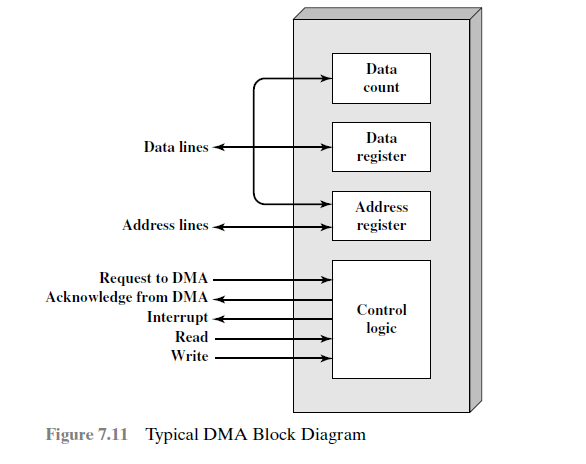 Data
count
Data lines
Data
register
Address lines
Address
register
Request to DMA
Acknowledge from DMA
Interrupt
Read
Write
Control
logic
Figure 7.11 Typical DMA Block Diagram